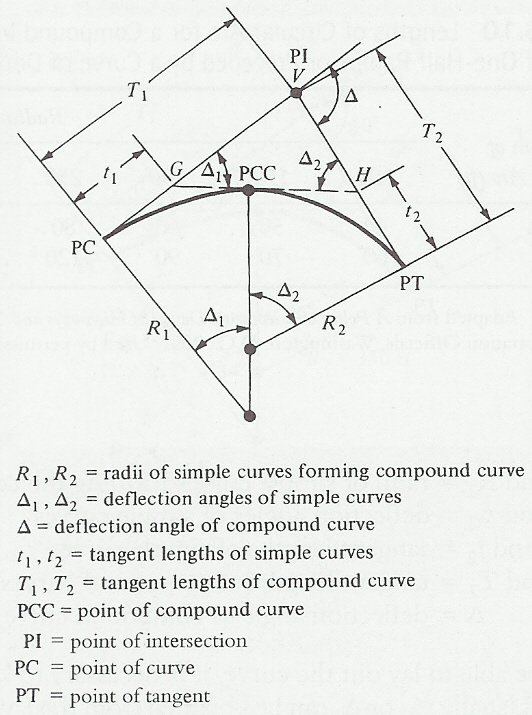 PI
V
T₁
Δ
T₂
t₁
G
Δ₁
PCC
Δ₂
H
t₂
PC
PT
Δ₂
Δ₁
R₁
R₂
R₁, R₂ = radii of simple curves forming compound curve
Δ₁, Δ₂ = deflection angles of simple curves
Δ = deflection angle of compound curve
t₁, t₂ = tangent lengths of simple curves
T₁, T₂ = tangent lengths of compound curve
PCC = point of compound curve
PI = point of intersection
PC = point of curve
PT = point of tangent